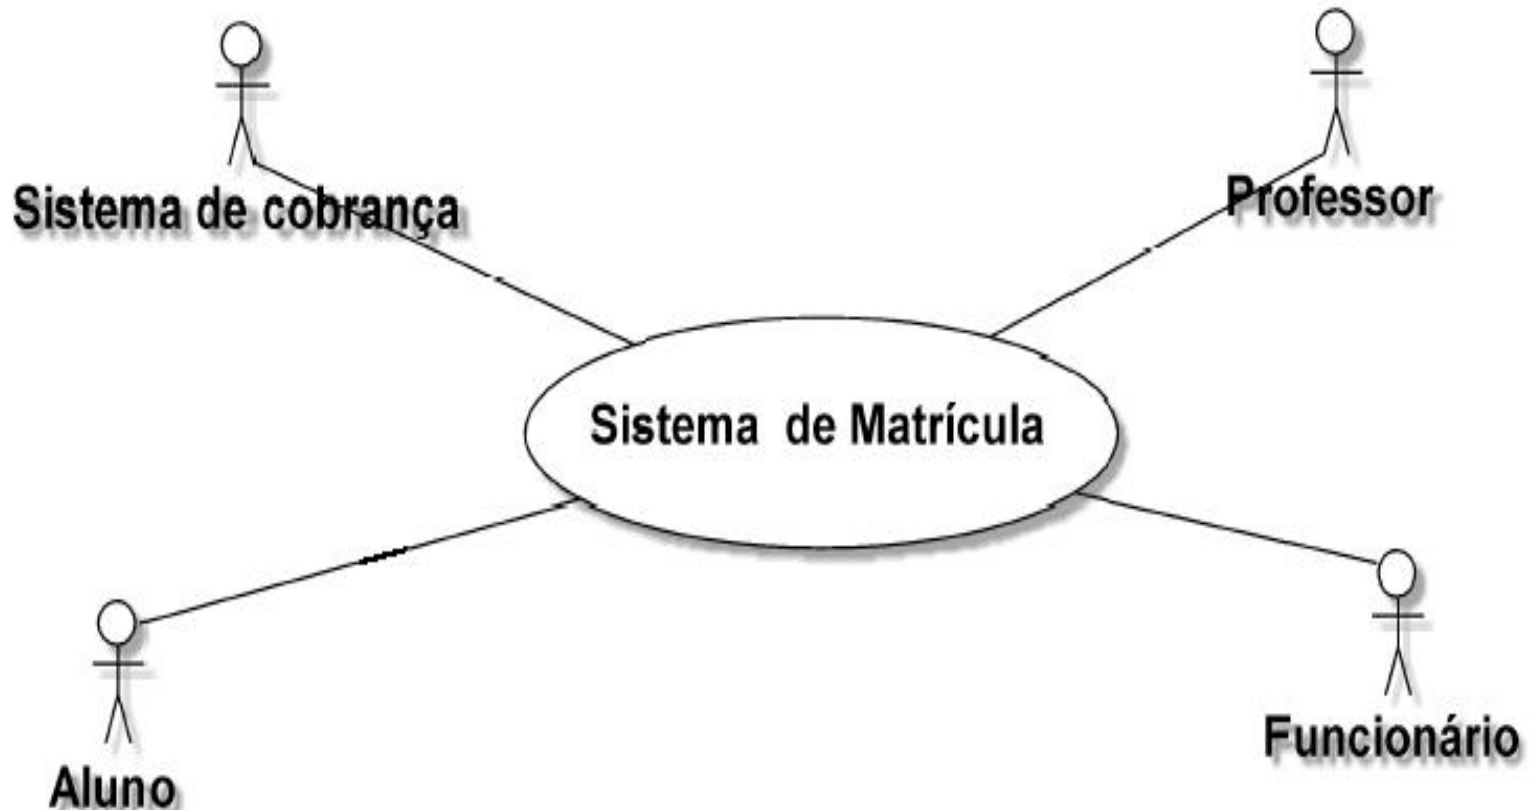 Sistema de cobrança
Professor
Sistema de Matrícula
Funcionário
Aluno